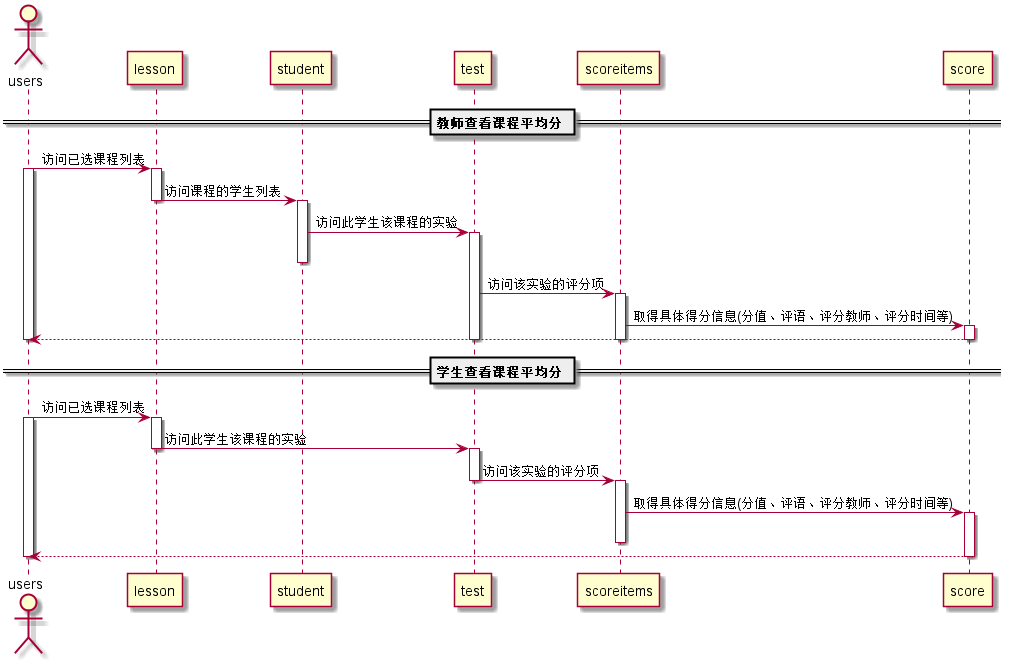 users
lesson
student
test
scoreitems
score
教师查看课程平均分
访问已选课程列表
访问课程的学生列表
访问此学生该课程的实验
访问该实验的评分项
取得具体得分信息(分值、评语、评分教师、评分时间等)
学生查看课程平均分
访问已选课程列表
访问此学生该课程的实验
访问该实验的评分项
取得具体得分信息(分值、评语、评分教师、评分时间等)
users
lesson
student
test
scoreitems
score